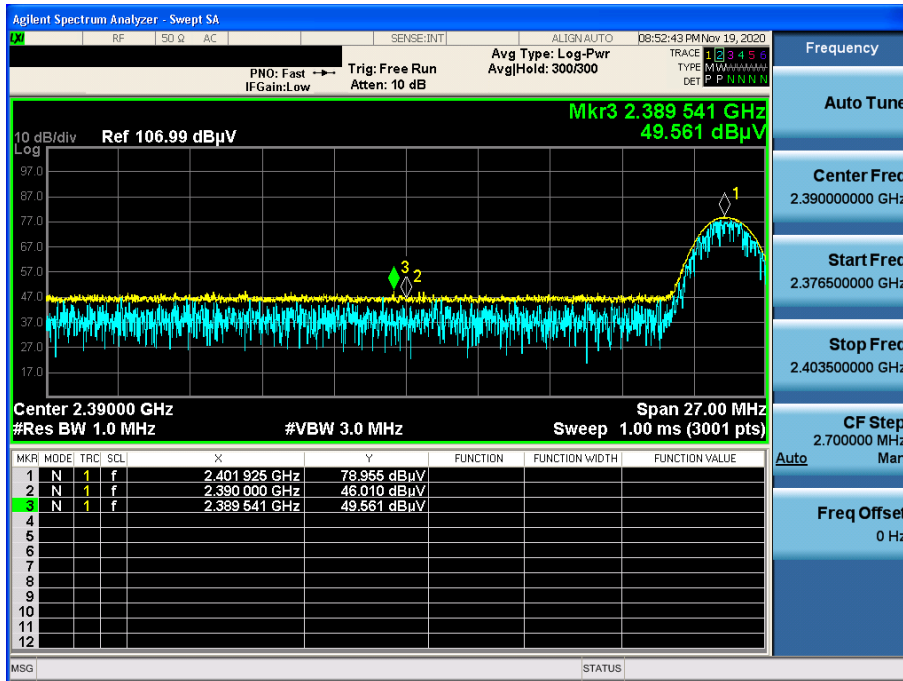 Agilent Spectrum Analyzer - Swept SA
LXI RF 50 Ω AC SENSE:INT ALIGN AUTO 08:52:43 PM Nov 19, 2020
PNO: Fast IFGain:Low
Trig: Free Run Atten: 10 dB
Avg Type: Log-Pwr Avg|Hold: 300/300
TRACE 1 2 3 4 5 6
TYPE M W W W W W
DET P P N N N N
Mkr3 2.389 541 GHz
49.561 dBµV
10 dB/div Ref 106.99 dBµV
Log
97.0
87.0
77.0
67.0
57.0
47.0
37.0
27.0
17.0
1
3
2
Center 2.39000 GHz Span 27.00 MHz
#Res BW 1.0 MHz #VBW 3.0 MHz Sweep 1.00 ms (3001 pts)
MKR MODE TRC SCL X Y FUNCTION FUNCTION WIDTH FUNCTION VALUE
1 N 1 f 2.401 925 GHz 78.955 dBµV
2 N 1 f 2.390 000 GHz 46.010 dBµV
3 N 1 f 2.389 541 GHz 49.561 dBµV
4
5
6
7
8
9
10
11
12
MSG STATUS
Frequency
Auto Tune
Center Freq
2.390000000 GHz
Start Freq
2.376500000 GHz
Stop Freq
2.403500000 GHz
CF Step
2.700000 MHz
Auto Man
Freq Offset
0 Hz